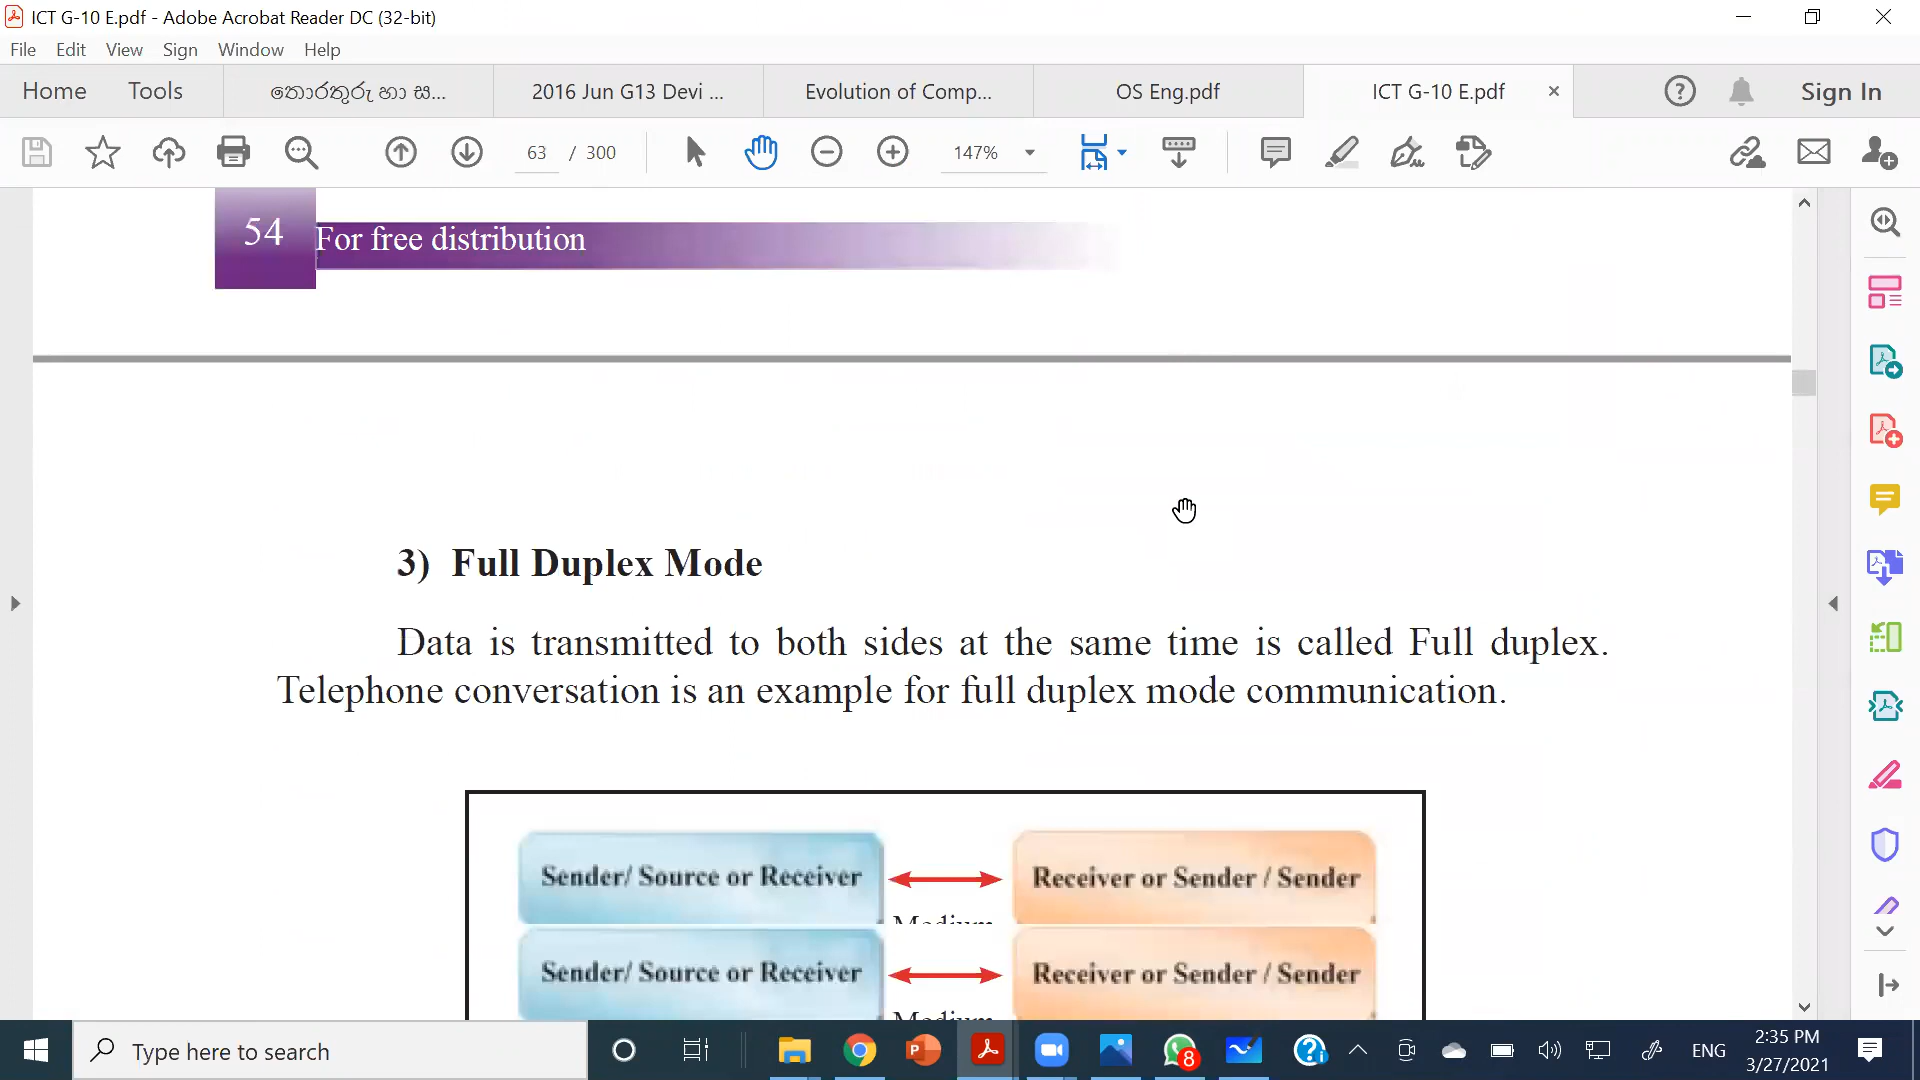 ICT G-10 E.pdf - Adobe Acrobat Reader DC (32-bit)
File Edit View Sign Window Help
Home Tools තොරතුරු හා ස... 2016 Jun G13 Devi ... Evolution of Comp... OS Eng.pdf ICT G-10 E.pdf × ? Sign In
63 / 300 147%
54 For free distribution
3) Full Duplex Mode
Data is transmitted to both sides at the same time is called Full duplex.
Telephone conversation is an example for full duplex mode communication.
Sender/ Source or Receiver Receiver or Sender / Sender
Medium
Sender/ Source or Receiver Receiver or Sender / Sender
Medium
Type here to search 8 ENG 2:35 PM
3/27/2021